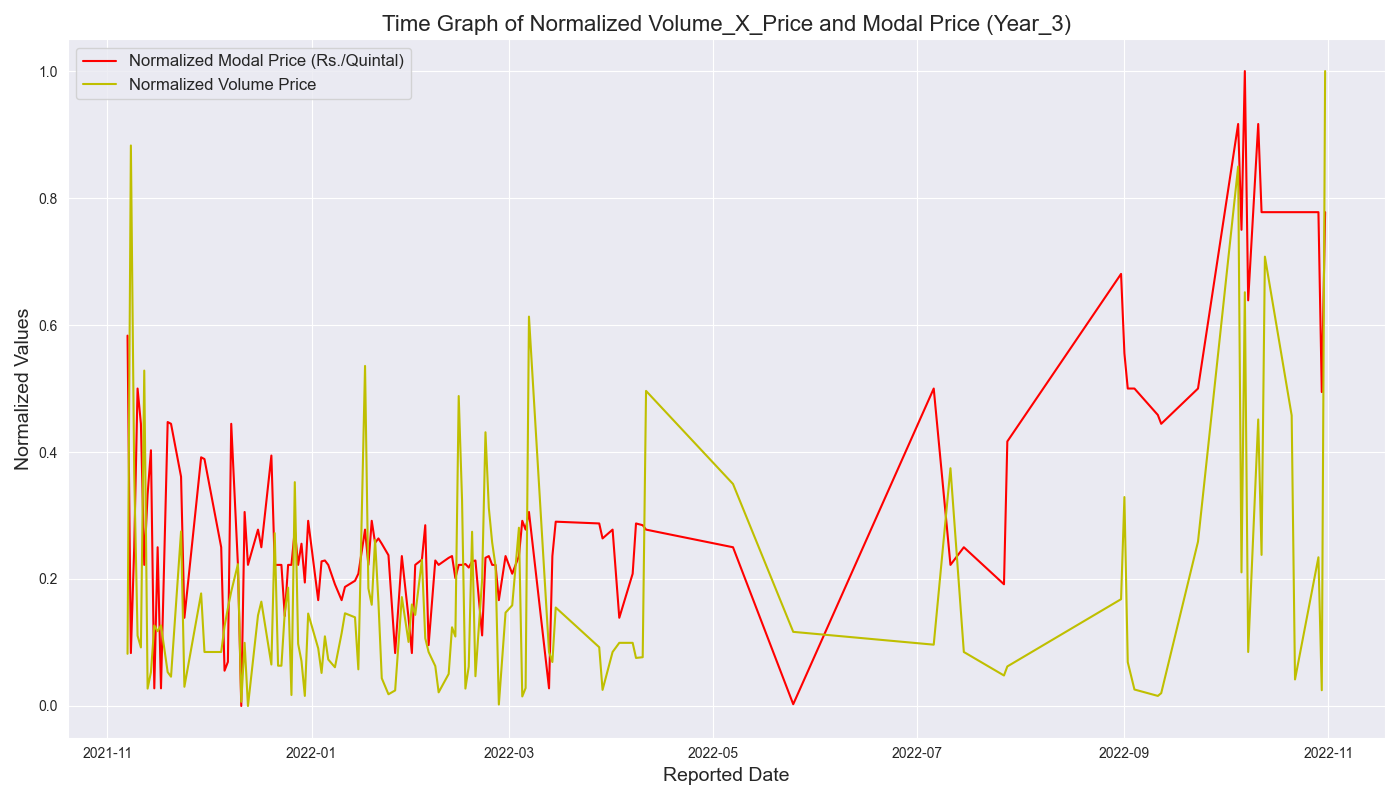 Time Graph of Normalized Volume_X_Price and Modal Price (Year_3)
Normalized Modal Price (Rs./Quintal)
Normalized Volume Price
Normalized Values
1.0
0.8
0.6
0.4
0.2
0.0
2021-11 2022-01 2022-03 2022-05 2022-07 2022-09 2022-11
Reported Date